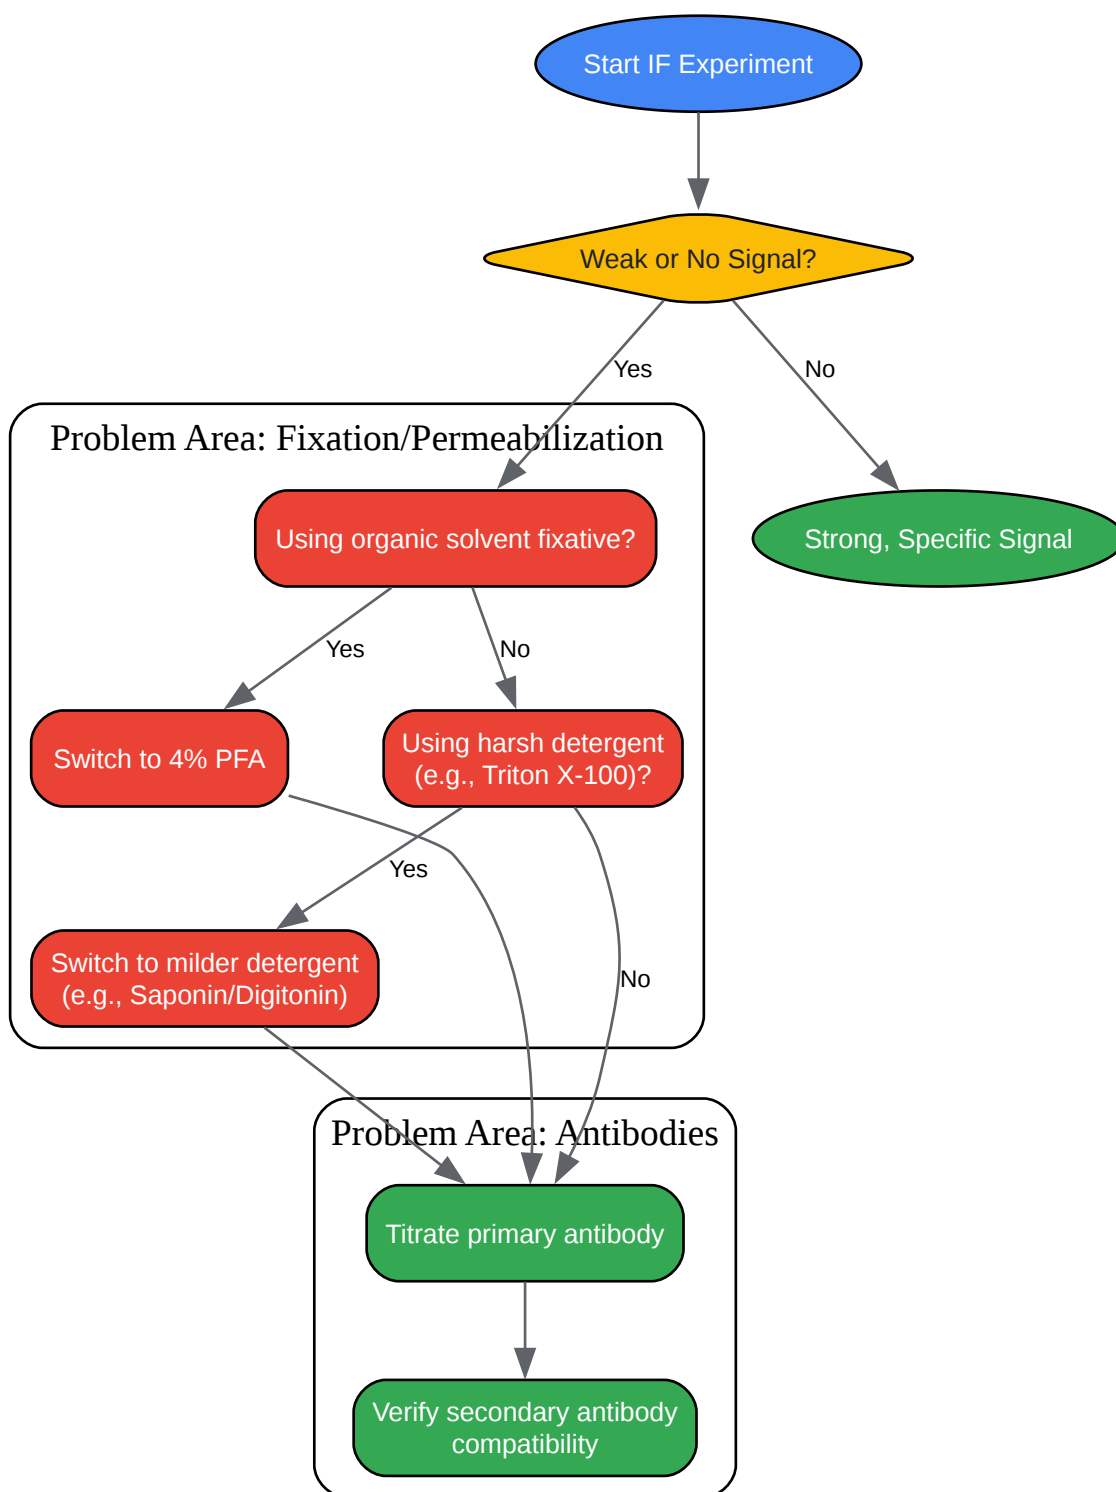 Start IF Experiment
Weak or No Signal?
Yes
No
Problem Area: Fixation/Permeabilization
Using organic solvent fixative?
Strong, Specific Signal
Yes
No
Switch to 4% PFA
Using harsh detergent
(e.g., Triton X-100)?
Yes
Switch to milder detergent
(e.g., Saponin/Digitonin)
No
Problem Area: Antibodies
Titrate primary antibody
Verify secondary antibody
compatibility